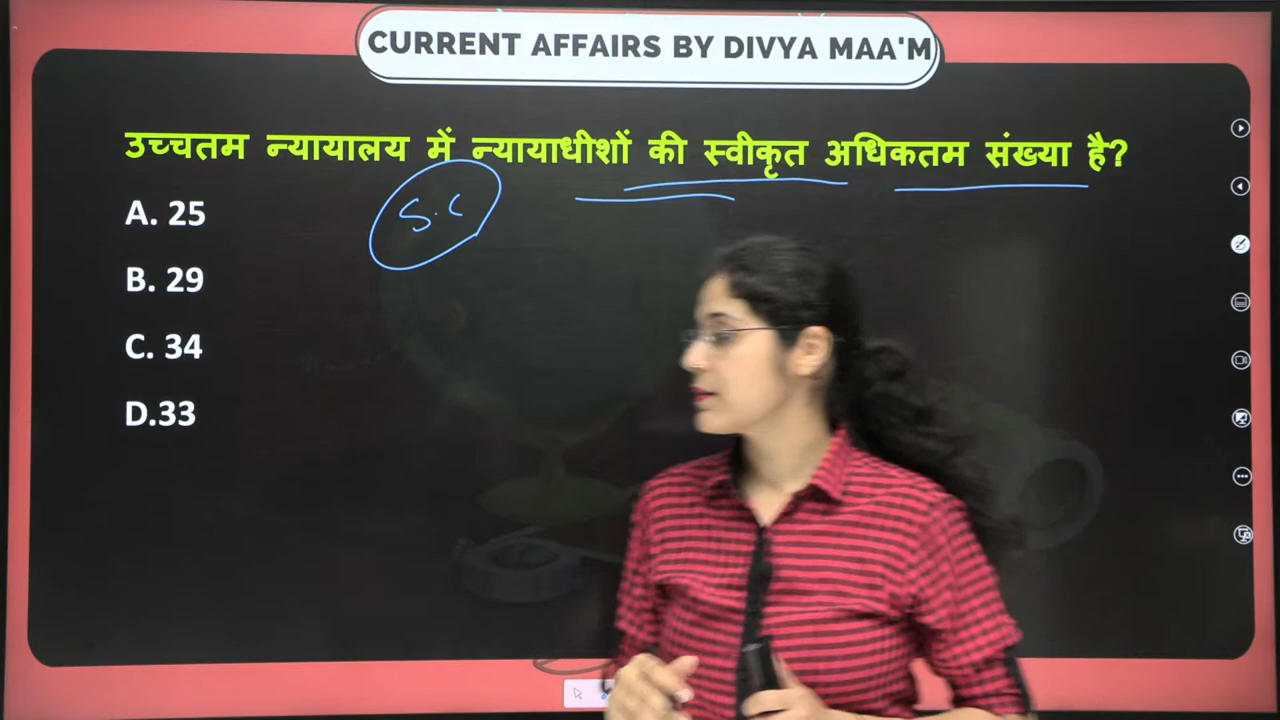 CURRENT AFFAIRS BY DIVYA MAA'M
उच्चतम न्यायालय में न्यायाधीशों की स्वीकृत अधिकतम संख्या है?
A. 25
S.C
B. 29
C. 34
D.33